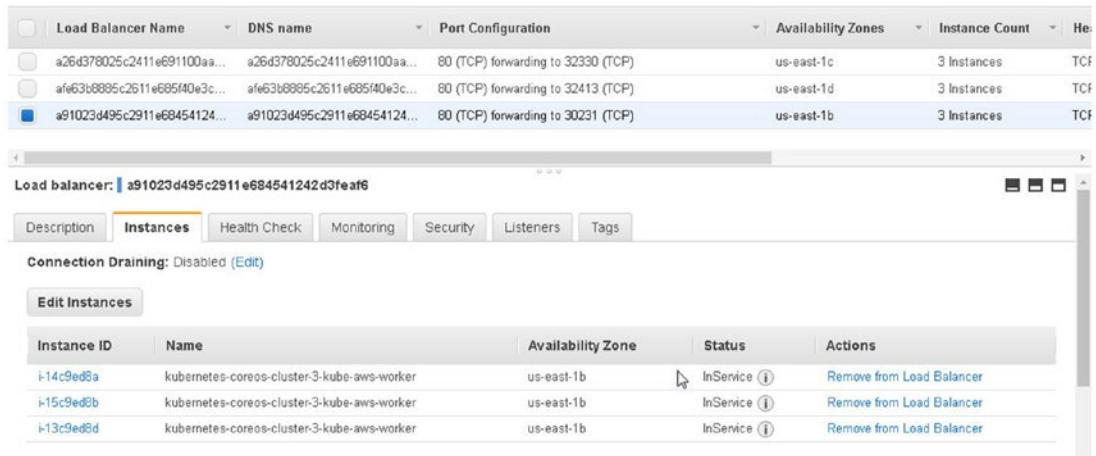 Load Balancer Name DNS name Port Configuration Availability Zones Instance Count Hea
a26d378025c2411e691100aa... a26d378025c2411e691100aa... 80 (TCP) forwarding to 32330 (TCP) us-east-1c 3 Instances TCF
afe63b8885c2611e685f40e3c... afe63b8885c2611e685f40e3c... 80 (TCP) forwarding to 32413 (TCP) us-east-1d 3 Instances TCF
a91023d495c2911e68454124... a91023d495c2911e68454124... 80 (TCP) forwarding to 30231 (TCP) us-east-1b 3 Instances TCF
Load balancer: a91023d495c2911e684541242d3feaf6
Description Instances Health Check Monitoring Security Listeners Tags
Connection Draining: Disabled (Edit)
Edit Instances
Instance ID Name Availability Zone Status Actions
i-14c9ed8a kubernetes-coreos-cluster-3-kube-aws-worker us-east-1b InService Remove from Load Balancer
i-15c9ed8b kubernetes-coreos-cluster-3-kube-aws-worker us-east-1b InService Remove from Load Balancer
i-13c9ed8d kubernetes-coreos-cluster-3-kube-aws-worker us-east-1b InService Remove from Load Balancer